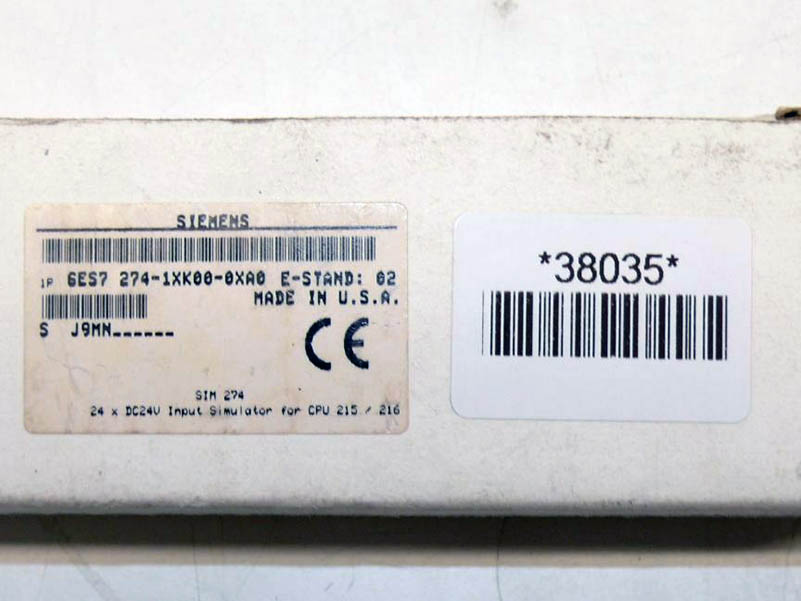 SIEMENS
1P 6ES7 274-1XK00-0XA0 E-STAND: 02
MADE IN U.S.A.
S J9MN______
CE
SIM 274
24 x DC24V Input Simulator for CPU 215 / 216
*38035*